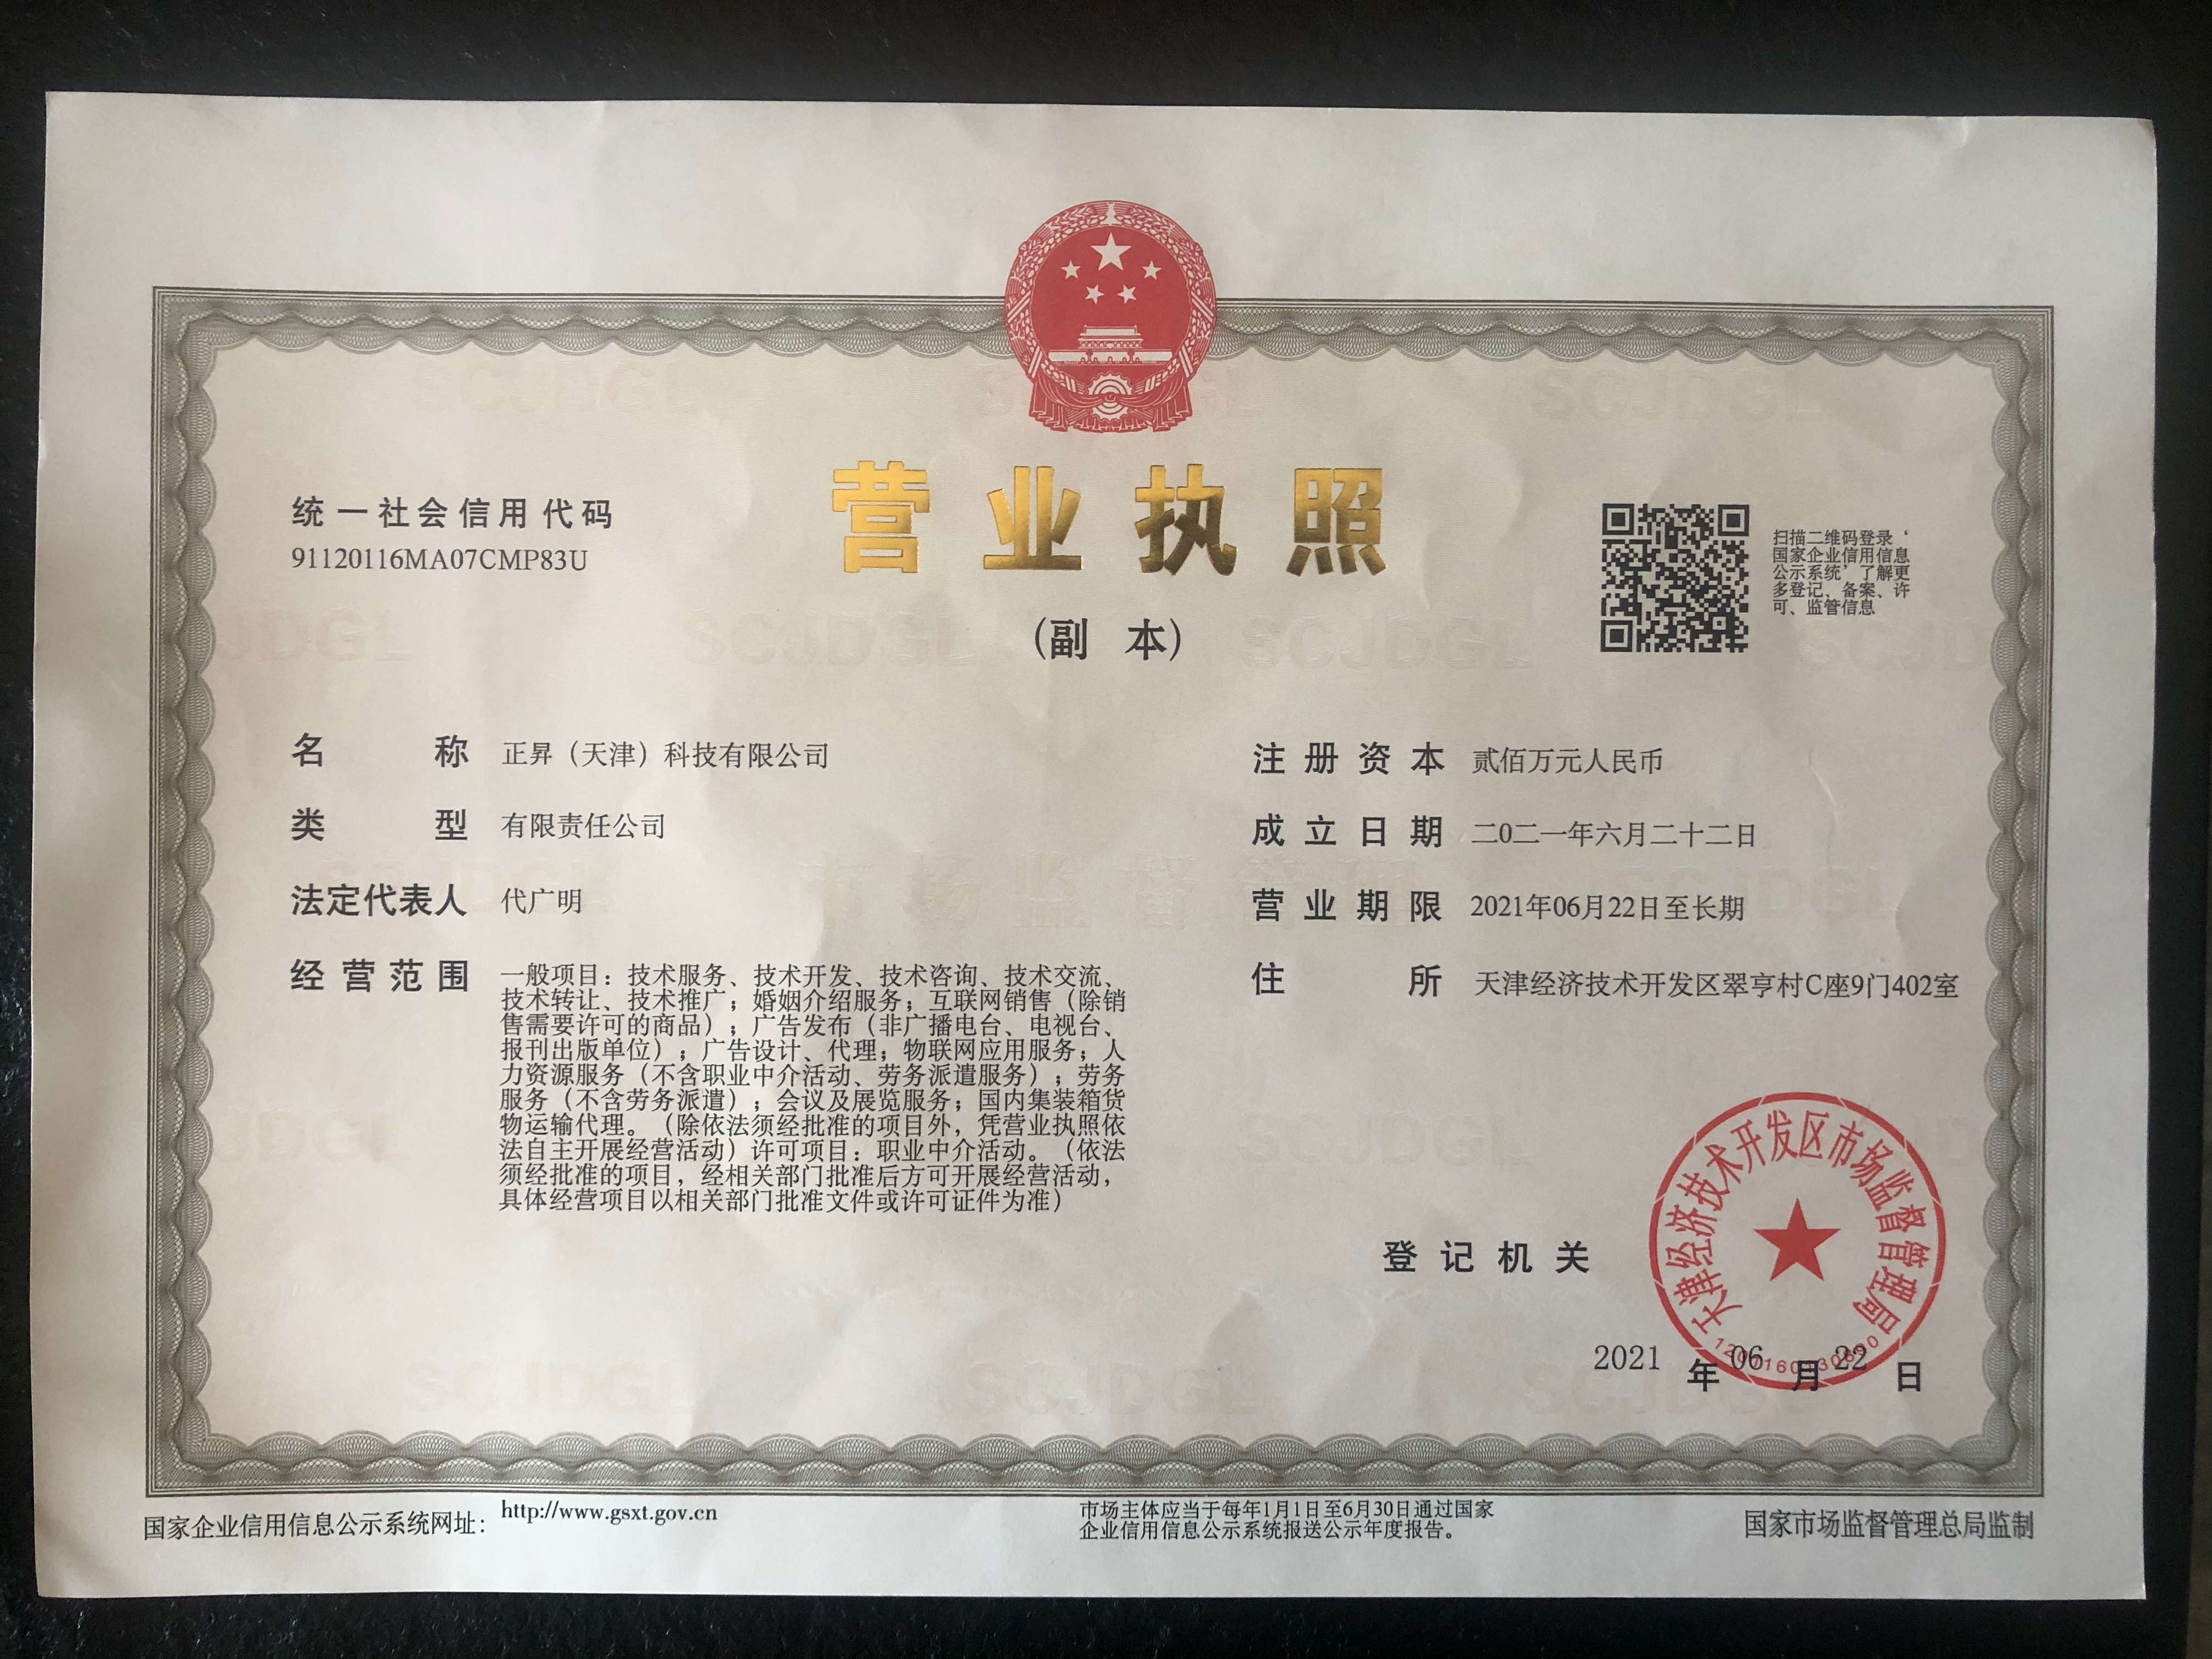 营业执照
(副 本)
统一社会信用代码
91120116MA07CMP83U
扫描二维码登录‘
国家企业信用信息
公示系统’了解更
多登记、备案、许
可、监管信息
名 称 正昇（天津）科技有限公司
类 型 有限责任公司
法定代表人 代广明
经营范围 一般项目：技术服务、技术开发、技术咨询、技术交流、
技术转让、技术推广；婚姻介绍服务；互联网销售（除销
售需要许可的商品）；广告发布（非广播电台、电视台、
报刊出版单位）；广告设计、代理；物联网应用服务；人
力资源服务（不含职业中介活动、劳务派遣服务）；劳务
服务（不含劳务派遣）；会议及展览服务；国内集装箱货
物运输代理。（除依法须经批准的项目外，凭营业执照依
法自主开展经营活动）许可项目：职业中介活动。（依法
须经批准的项目，经相关部门批准后方可开展经营活动，
具体经营项目以相关部门批准文件或许可证件为准）
注册资本 贰佰万元人民币
成立日期 二〇二一年六月二十二日
营业期限 2021年06月22日至长期
住 所 天津经济技术开发区翠亨村C座9门402室
登记机关
天津经济技术开发区市场监督管理局
2021 年 06 月 22 日
国家企业信用信息公示系统网址： http://www.gsxt.gov.cn
市场主体应当于每年1月1日至6月30日通过国家
企业信用信息公示系统报送公示年度报告。
国家市场监督管理总局监制
SCJDGL